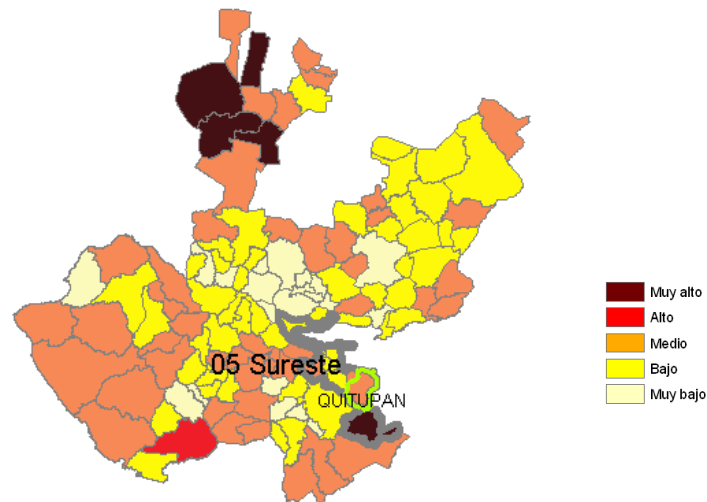 05 Sureste
QUITUPAN
Muy alto
Alto
Medio
Bajo
Muy bajo